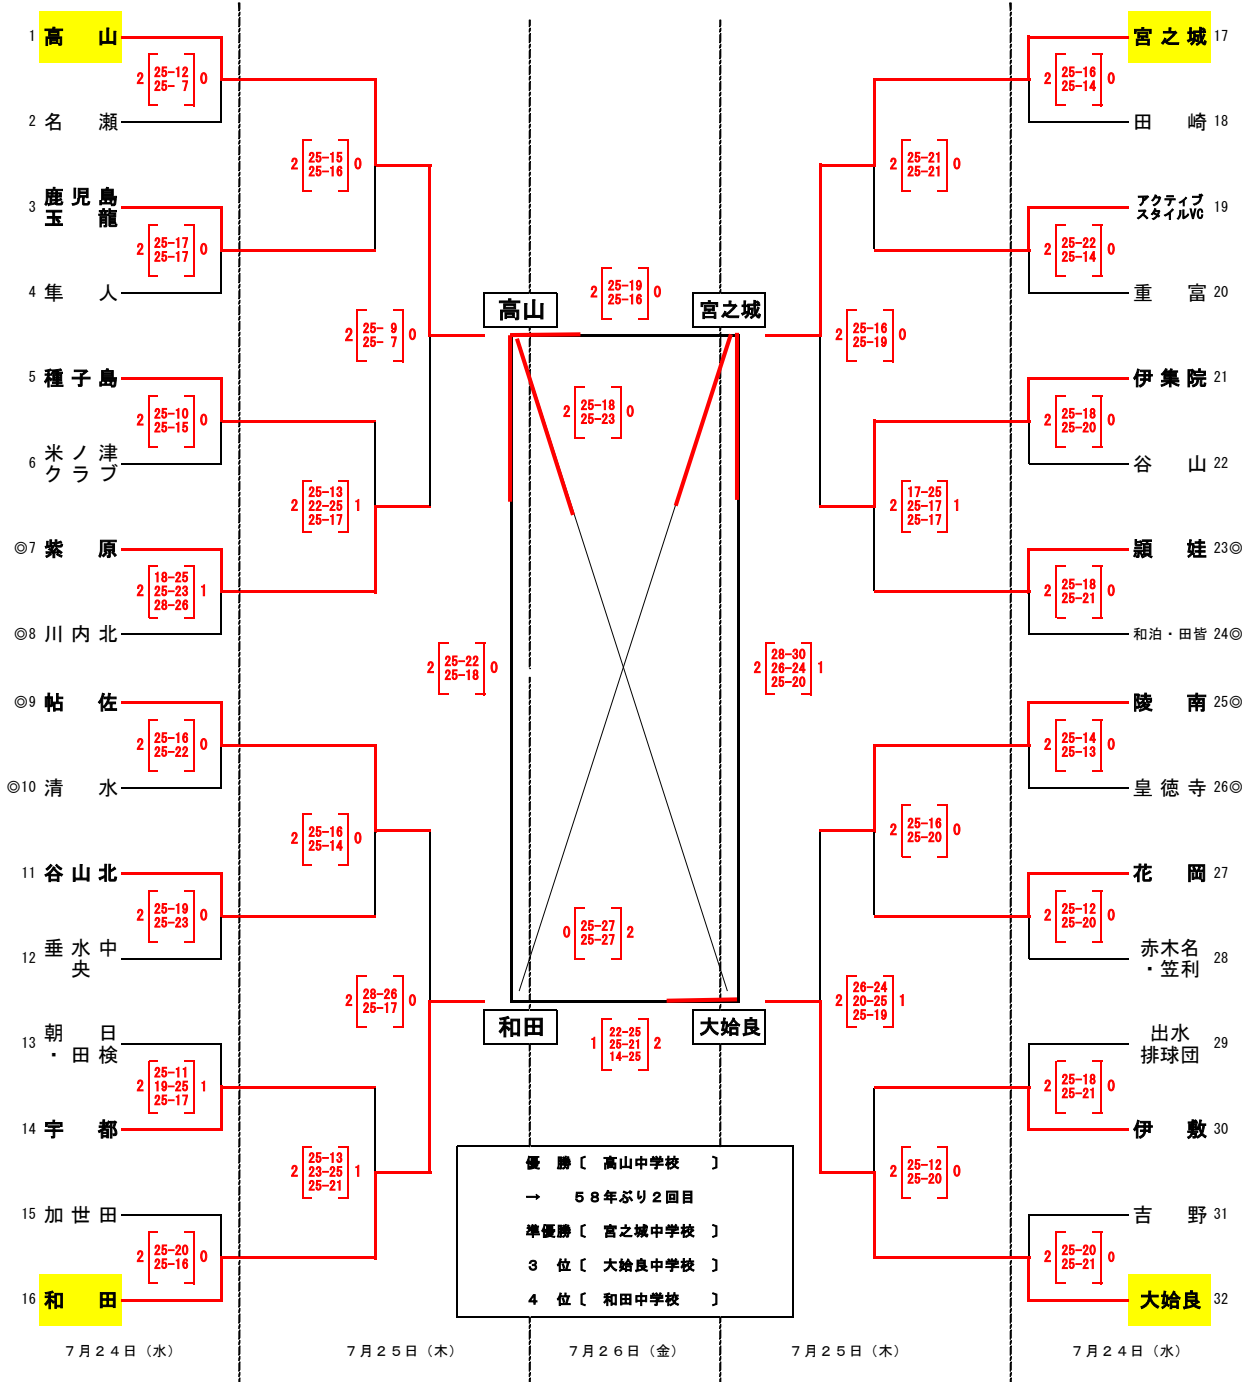 1 高山
2 [25-12 25- 7] 0
2 名瀬
2 [25-15 25-16] 0
3 鹿児島玉龍
2 [25-17 25-17] 0
4 隼人
2 [25- 9 25- 7] 0
5 種子島
2 [25-10 25-15] 0
6 米ノ津クラブ
2 [25-13 22-25 25-17] 1
◎7 紫原
2 [18-25 25-23 28-26] 1
◎8 川内北
◎9 帖佐
2 [25-16 25-22] 0
◎10 清水
2 [25-16 25-14] 0
11 谷山北
2 [25-19 25-23] 0
12 垂水中央
2 [28-26 25-17] 0
13 朝日・田検
2 [25-11 19-25 25-17] 1
14 宇都
2 [25-13 23-25 25-21] 1
15 加世田
2 [25-20 25-16] 0
16 和田
高山
2 [25-19 25-16] 0
宮之城
2 [25-18 25-23] 0
2 [25-22 25-18] 0
2 [28-30 26-24 25-20] 1
0 [25-27 25-27] 2
和田
1 [22-25 25-21 14-25] 2
大姶良
宮之城 17
2 [25-16 25-14] 0
田崎 18
2 [25-21 25-21] 0
アクティブスタイルVC 19
2 [25-22 25-14] 0
重富 20
2 [25-16 25-19] 0
伊集院 21
2 [25-18 25-20] 0
谷山 22
2 [17-25 25-17 25-17] 1
頴娃 23◎
2 [25-18 25-21] 0
和泊・田皆 24◎
陵南 25◎
2 [25-14 25-13] 0
皇徳寺 26◎
2 [25-16 25-20] 0
花岡 27
2 [25-12 25-20] 0
赤木名・笠利 28
2 [26-24 20-25 25-19] 1
出水排球団 29
2 [25-18 25-21] 0
伊敷 30
2 [25-12 25-20] 0
吉野 31
2 [25-20 25-21] 0
大姶良 32
優勝〔 高山中学校 〕
→ 58年ぶり2回目
準優勝〔 宮之城中学校 〕
3位〔 大姶良中学校 〕
4位〔 和田中学校 〕
7月24日（水）
7月25日（木）
7月26日（金）
7月25日（木）
7月24日（水）